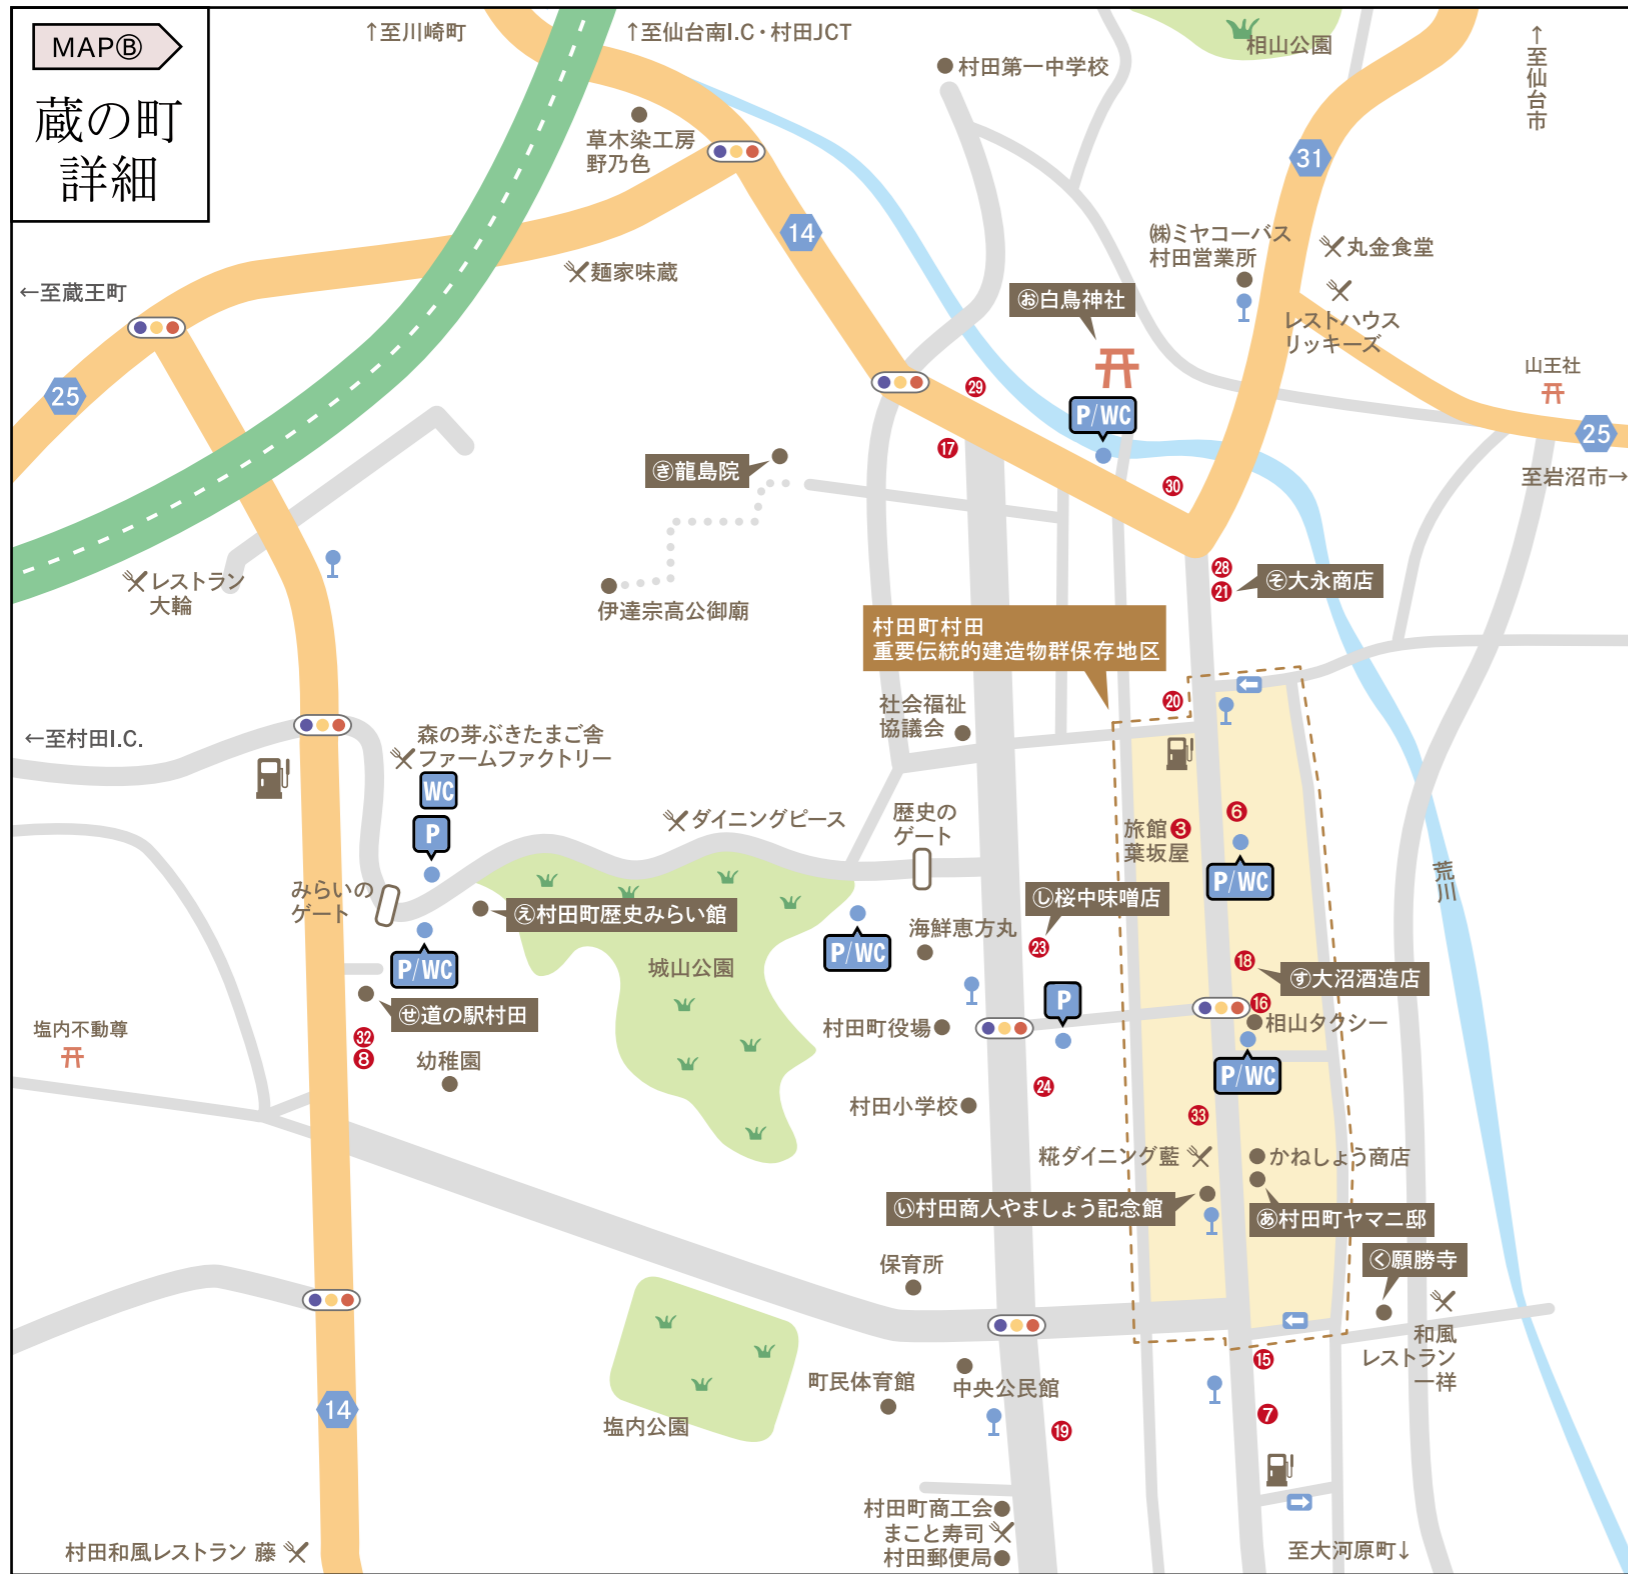 MAPⒷ
蔵の町
詳細
↑至川崎町
↑至仙台南I.C・村田JCT
相山公園
↑至仙台市
村田第一中学校
草木染工房
野乃色
31
14
㈱ミヤコーバス
村田営業所
丸金食堂
麺家味蔵
←至蔵王町
㋔白鳥神社
レストハウス
リッキーズ
山王社
25
29
P/WC
25
17
至岩沼市→
㋖龍島院
30
レストラン
大輪
28
21
㋞大永商店
伊達宗高公御廟
村田町村田
重要伝統的建造物群保存地区
20
社会福祉
協議会
←至村田I.C.
森の芽ぶきたまご舎
ファームファクトリー
WC
P
ダイニングピース
歴史の
ゲート
6
旅館
葉坂屋
3
P/WC
荒川
みらいの
ゲート
え村田町歴史みらい館
し桜中味噌店
23
海鮮恵方丸
P/WC
P/WC
城山公園
18
す大沼酒造店
P
16
相山タクシー
せ道の駅村田
村田町役場
塩内不動尊
32
8
幼稚園
P/WC
24
村田小学校
33
糀ダイニング藍
かねしょう商店
い村田商人やましょう記念館
あ村田町ヤマニ邸
保育所
く願勝寺
和風
レストラン
一祥
15
中央公民館
町民体育館
14
7
塩内公園
19
村田町商工会
まこと寿司
村田郵便局
村田和風レストラン 藤
至大河原町↓